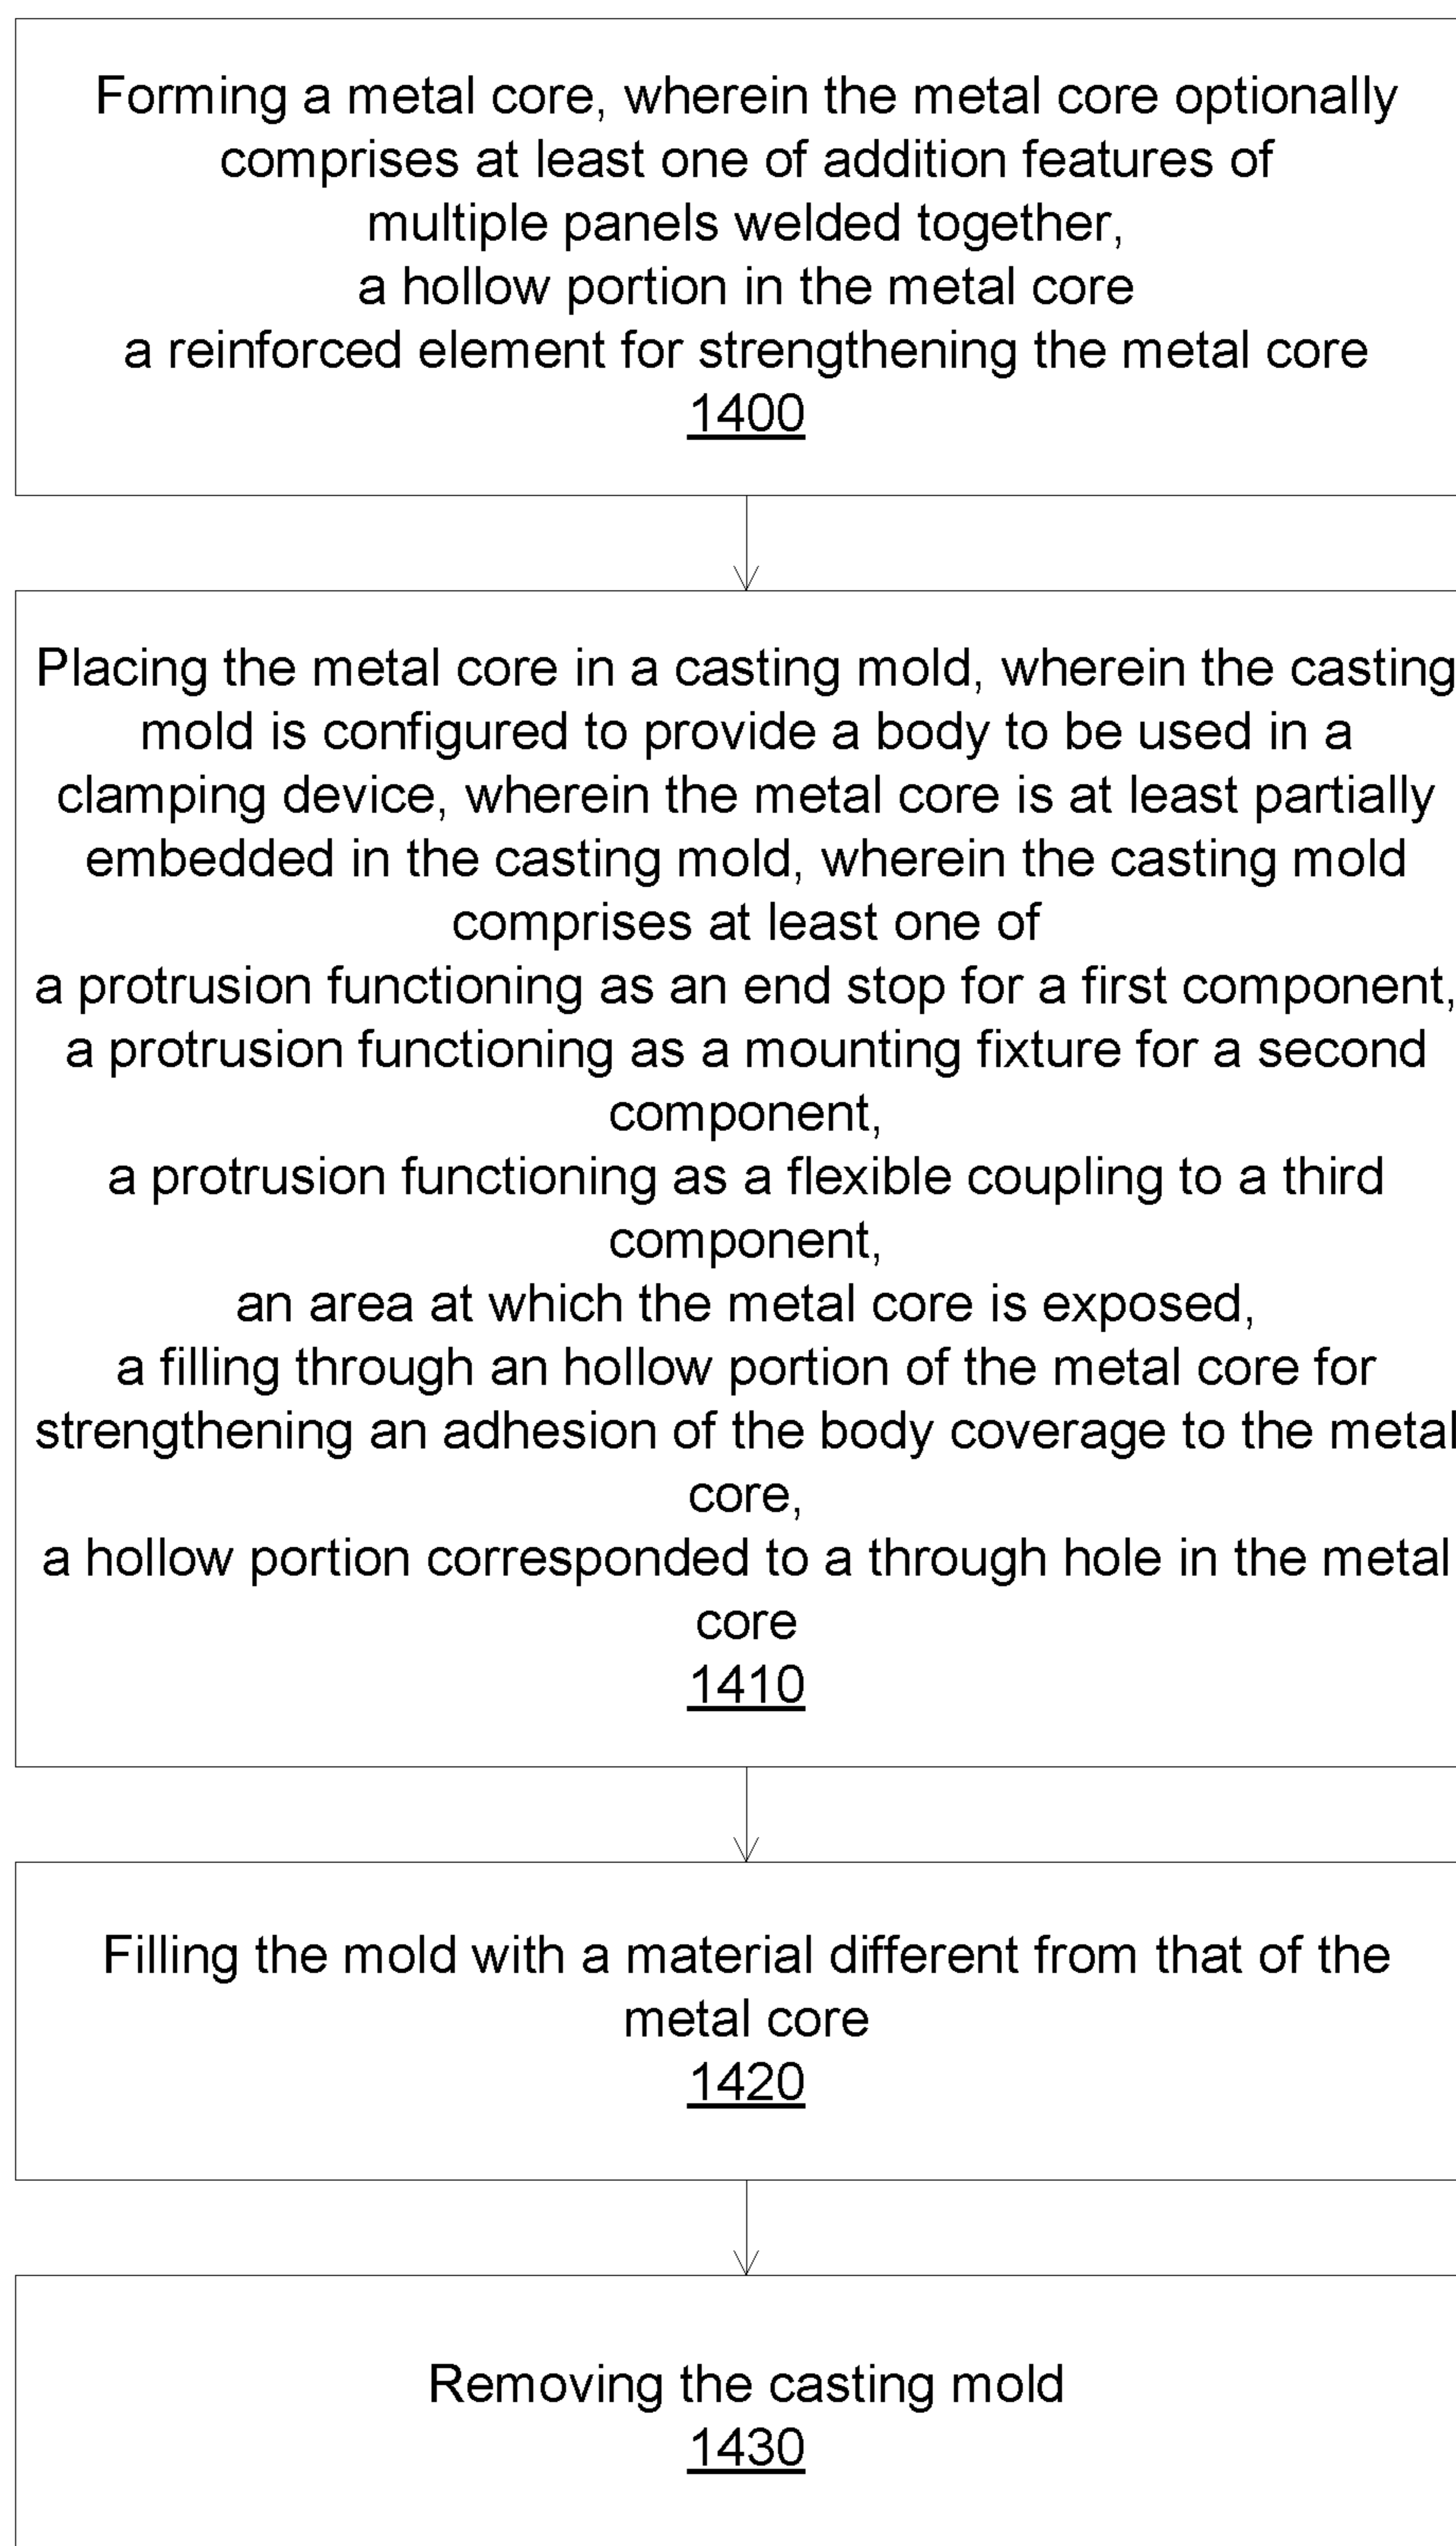 Forming a metal core, wherein the metal core optionally
comprises at least one of addition features of
multiple panels welded together,
a hollow portion in the metal core
a reinforced element for strengthening the metal core
1400
Placing the metal core in a casting mold, wherein the casting
mold is configured to provide a body to be used in a
clamping device, wherein the metal core is at least partially
embedded in the casting mold, wherein the casting mold
comprises at least one of
a protrusion functioning as an end stop for a first component,
a protrusion functioning as a mounting fixture for a second
component,
a protrusion functioning as a flexible coupling to a third
component,
an area at which the metal core is exposed,
a filling through an hollow portion of the metal core for
strengthening an adhesion of the body coverage to the metal
core,
a hollow portion corresponded to a through hole in the metal
core
1410
Filling the mold with a material different from that of the
metal core
1420
Removing the casting mold
1430